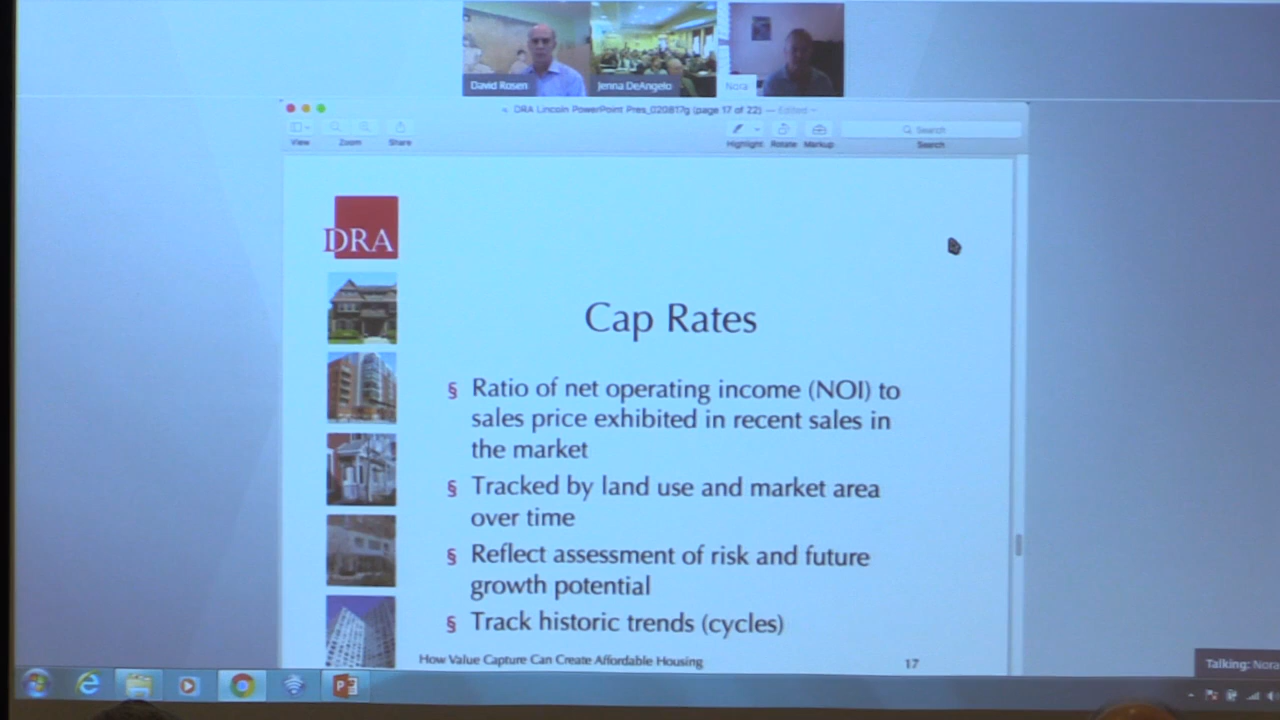 David Rosen
Jenna DeAngelo
Nora
DRA Lincoln PowerPoint Pres_020817g (page 17 of 22) — Edited
View
Zoom
Share
Highlight
Rotate
Markup
Search
Search
DRA
Cap Rates
§ Ratio of net operating income (NOI) to
sales price exhibited in recent sales in
the market
§ Tracked by land use and market area
over time
§ Reflect assessment of risk and future
growth potential
§ Track historic trends (cycles)
How Value Capture Can Create Affordable Housing
17
Talking: Nora